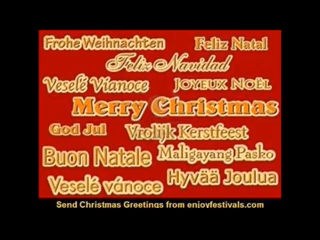 Frohe Weihnachten
Feliz Natal
Feliz Navidad
Veselé Vianoce
JOYEUX NOËL
Merry Christmas
God Jul
Vrolijk Kerstfeest
Buon Natale
Maligayang Pasko
Veselé vánoce
Hyvää Joulua
Send Christmas Greetings from enjoyfestivals.com